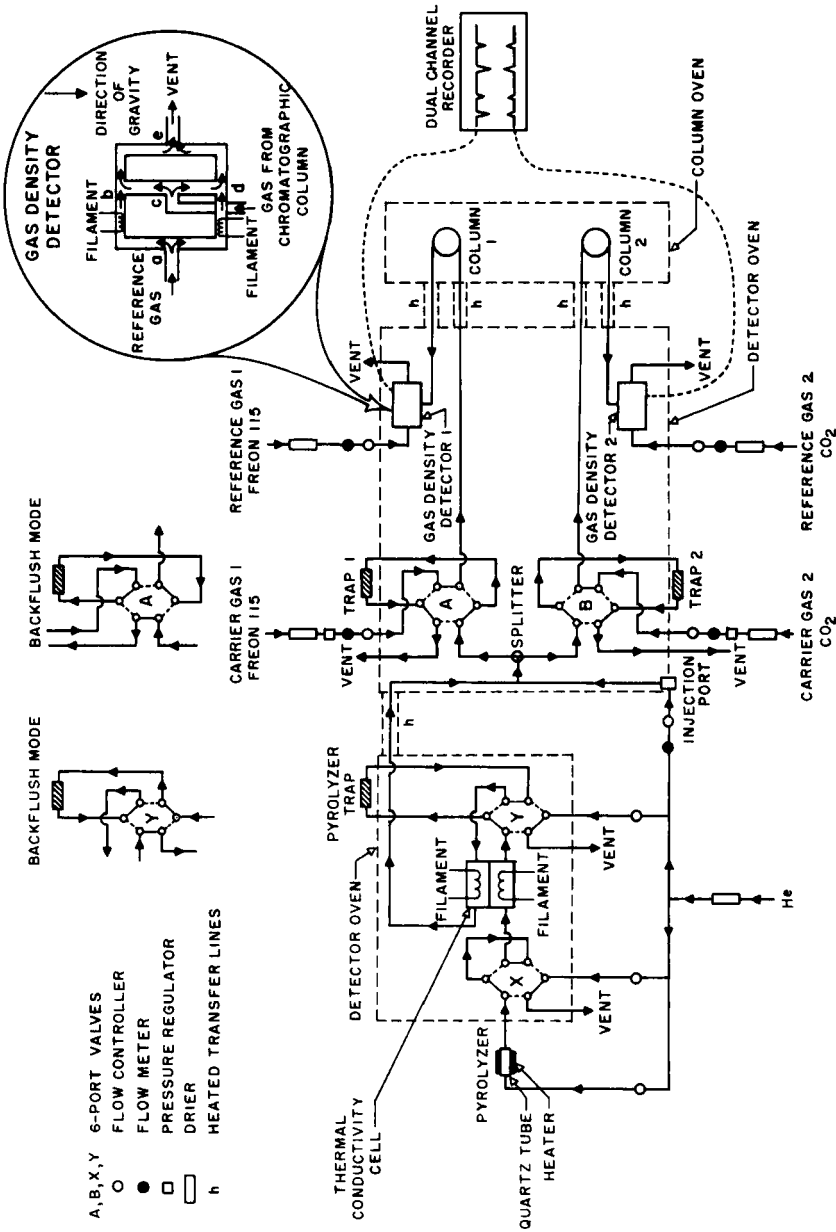 A,B,X,Y 6-PORT VALVES
FLOW CONTROLLER
FLOW METER
PRESSURE REGULATOR
DRIER
h HEATED TRANSFER LINES
BACKFLUSH MODE
Y
BACKFLUSH MODE
A
GAS DENSITY
DETECTOR
DIRECTION
OF
GRAVITY
FILAMENT
b
VENT
e
c
a
d
REFERENCE
GAS
FILAMENT
GAS FROM
CHROMATOGRAPHIC
COLUMN
DUAL CHANNEL
RECORDER
THERMAL
CONDUCTIVITY
CELL
DETECTOR OVEN
PYROLYZER
TRAP
FILAMENT
FILAMENT
X
Y
PYROLYZER
QUARTZ TUBE
HEATER
VENT
VENT
He
h
CARRIER GAS 1
FREON 115
VENT
TRAP 1
A
SPLITTER
B
TRAP 2
INJECTION
PORT
VENT
CARRIER GAS 2
CO2
REFERENCE GAS 1
FREON 115
VENT
GAS DENSITY
DETECTOR 1
GAS DENSITY
DETECTOR 2
VENT
REFERENCE GAS 2
CO2
h
h
h
h
COLUMN
1
COLUMN
2
DETECTOR OVEN
COLUMN OVEN